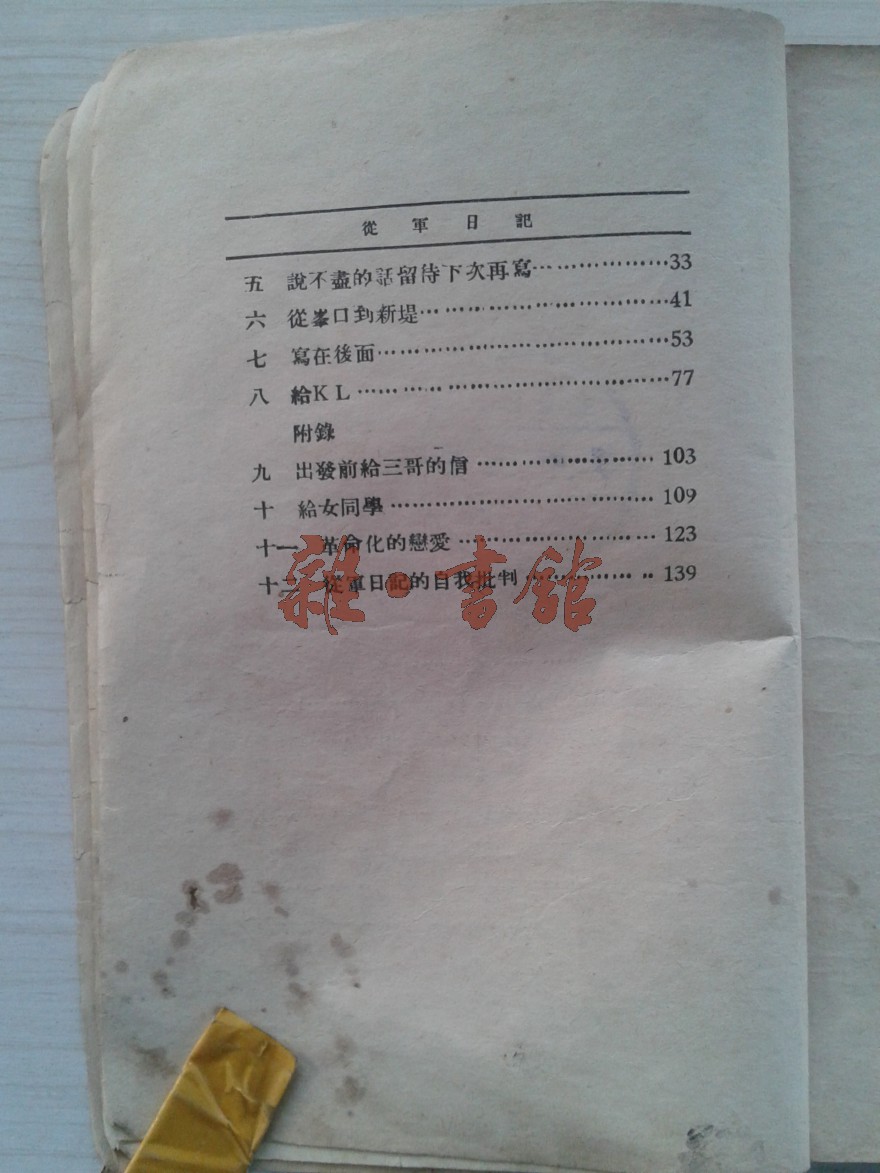 從軍日記
五 說不盡的話留待下次再寫……………………33
六 從峯口到新堤……………………………41
七 寫在後面………………………………53
八 給KL…………………………………77
附錄
九 出發前給三哥的信……………………103
十 給女同學……………………………109
十一 革命化的戀愛………………………123
十二 從軍日記的自我批判………………139
雜·書館